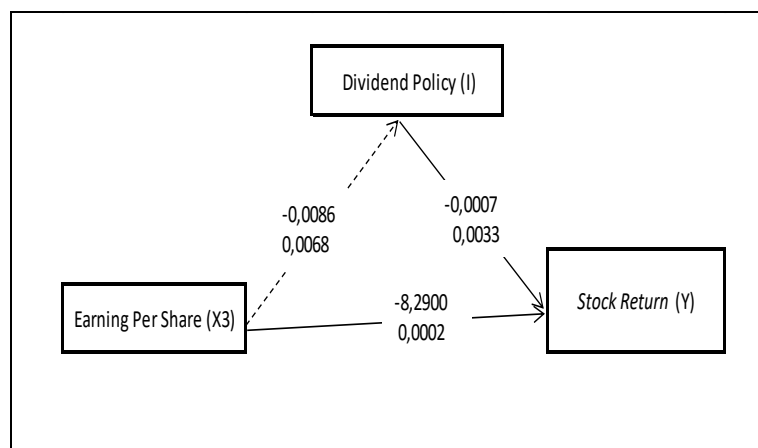 Dividend Policy (I)
-0,0086
0,0068
-0,0007
0,0033
Earning Per Share (X3)
-8,2900
0,0002
Stock Return (Y)